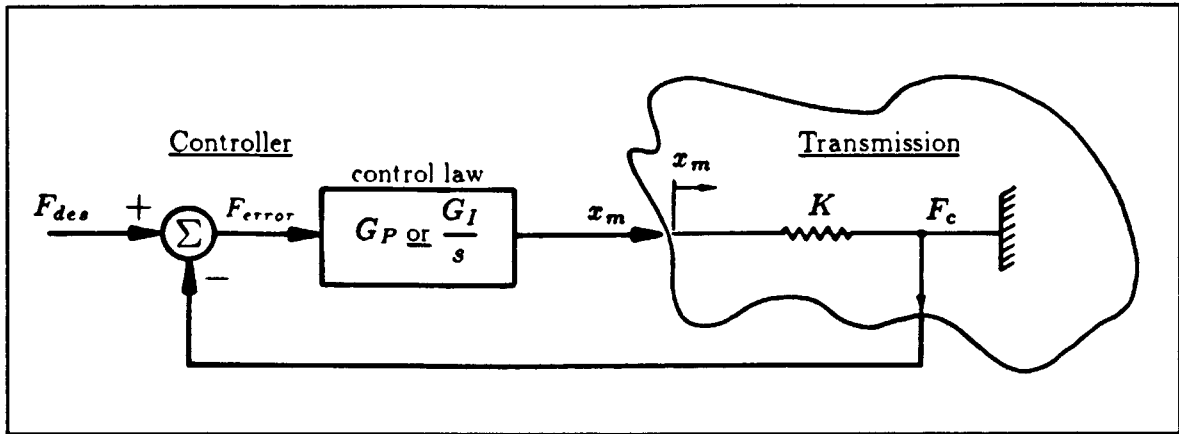 Controller
Transmission
control law
F_des
+
Σ
F_error
G_P or G_I/s
x_m
x_m
K
F_c
−